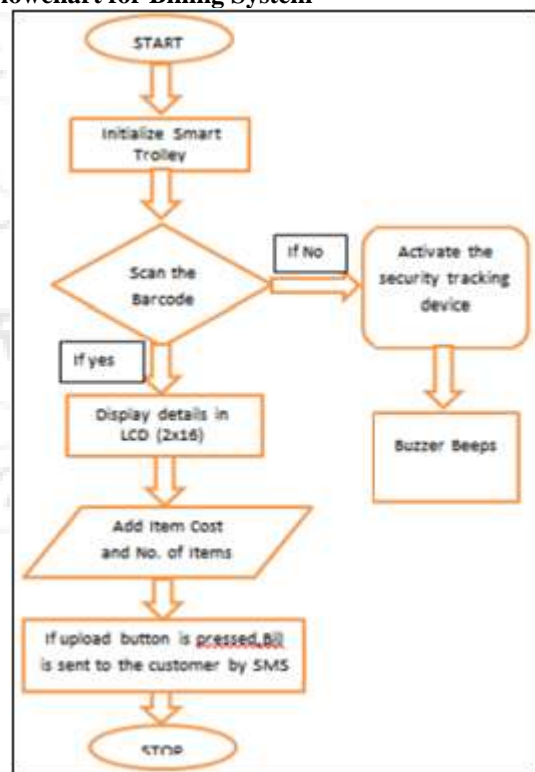 Flowchart for Billing System
START
Initialize Smart
Trolley
Scan the
Barcode
If No
Activate the
security tracking
device
If yes
Display details in
LCD (2x16)
Buzzer Beeps
Add Item Cost
and No. of Items
If upload button is pressed,Bil
is sent to the customer by SMS
STOP